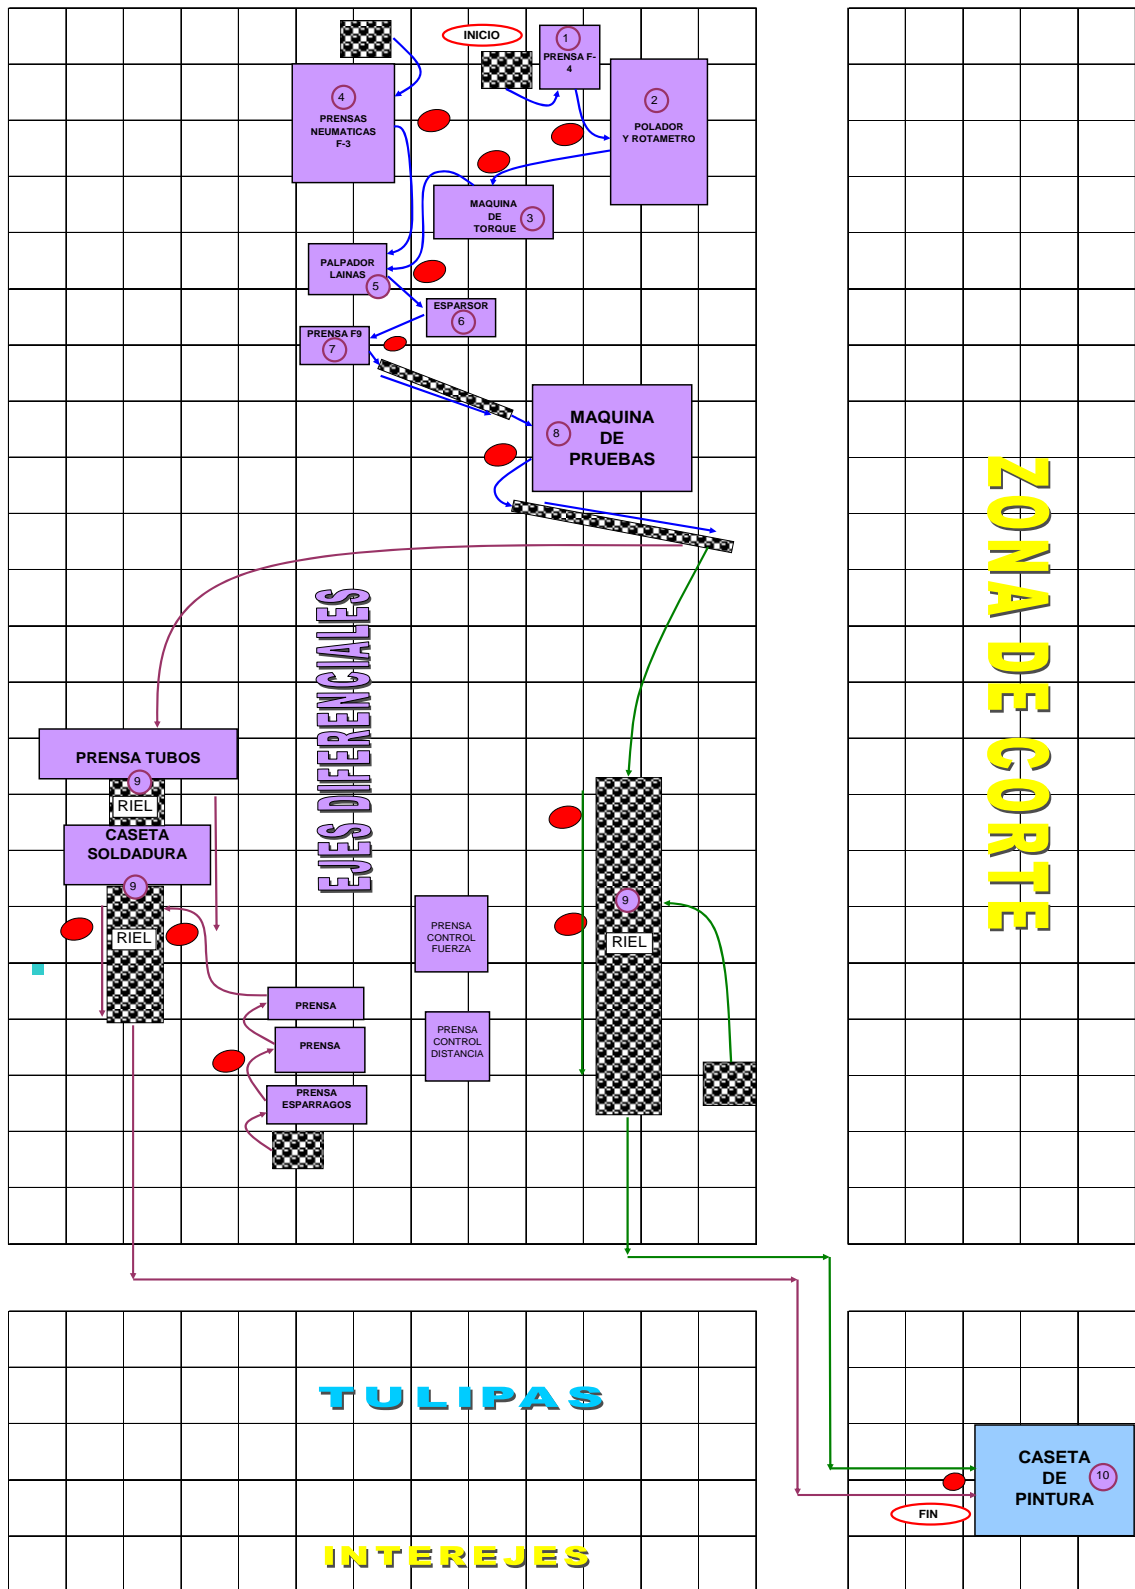 INICIO
1
PRENSA F-
4
4
PRENSAS
NEUMATICAS
F-3
2
POLADOR
Y ROTAMETRO
MAQUINA
DE
TORQUE
3
PALPADOR
LAINAS
5
ESPARSOR
6
PRENSA F9
7
MAQUINA
DE
PRUEBAS
8
ZONA DE CORTE
EJES DIFERENCIALES
PRENSA TUBOS
9
RIEL
CASETA
SOLDADURA
9
RIEL
PRENSA
CONTROL
FUERZA
9
RIEL
PRENSA
PRENSA
PRENSA
CONTROL
DISTANCIA
PRENSA
ESPARRAGOS
TULIPAS
CASETA
DE
PINTURA
10
FIN
INTEREJES